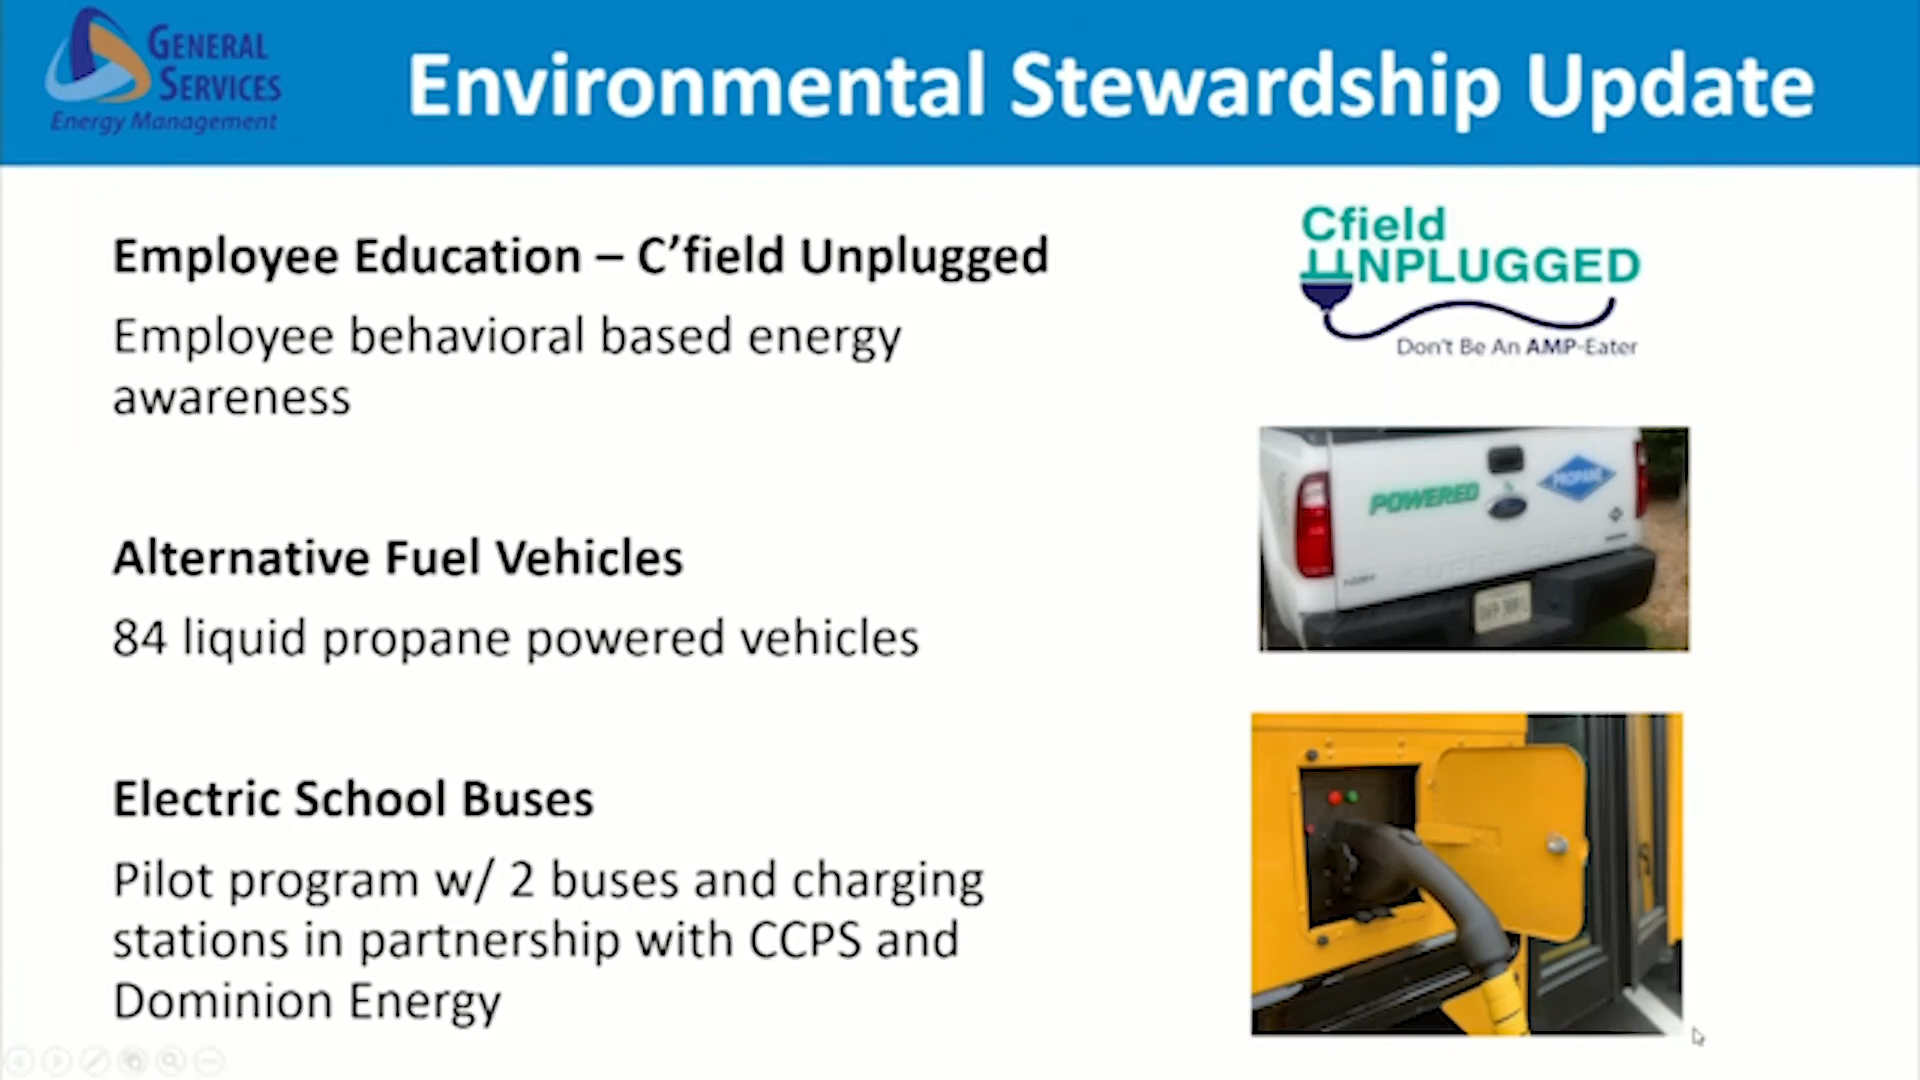 GENERAL
SERVICES
Energy Management
Environmental Stewardship Update
Employee Education – C’field Unplugged
Employee behavioral based energy
awareness
Cfield
UNPLUGGED
Don't Be An AMP-Eater
Alternative Fuel Vehicles
84 liquid propane powered vehicles
POWERED
PROPANE
Electric School Buses
Pilot program w/ 2 buses and charging
stations in partnership with CCPS and
Dominion Energy